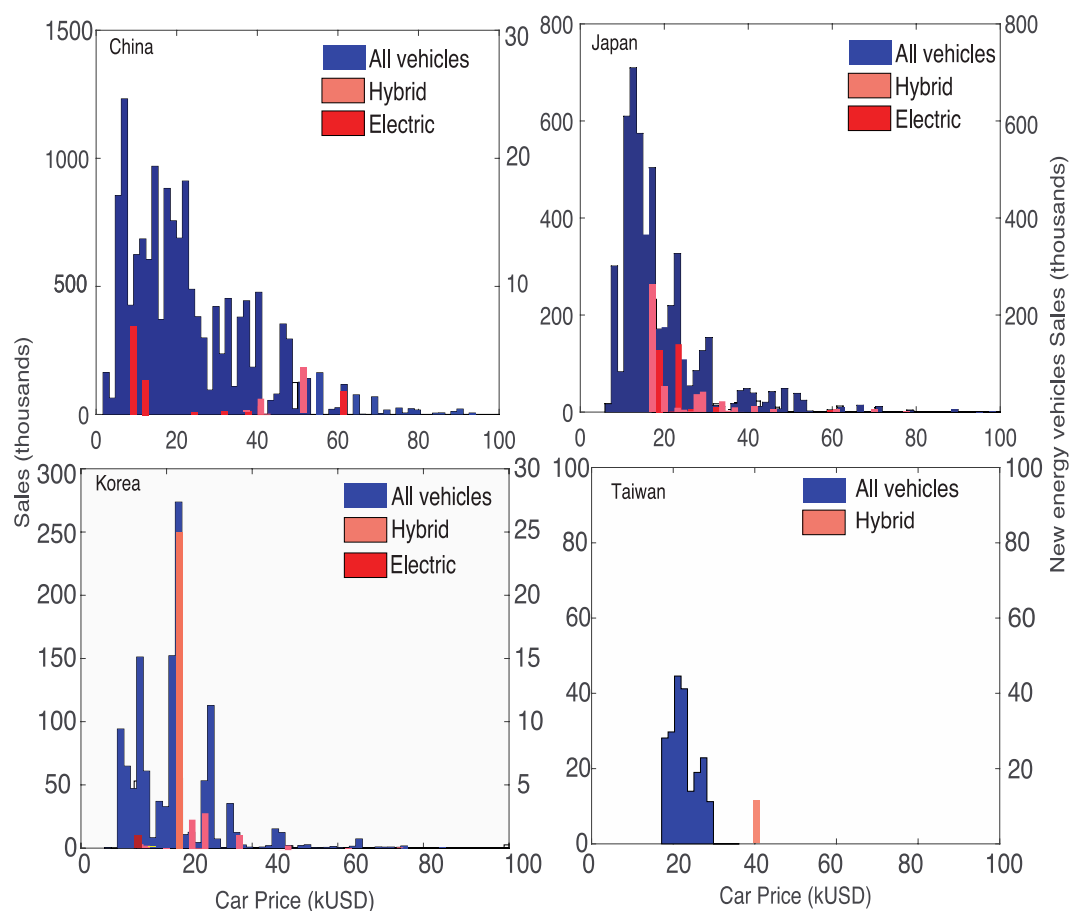 China
All vehicles
Hybrid
Electric
1500
1000
500
0
30
20
10
0 20 40 60 80 100
Japan
All vehicles
Hybrid
Electric
800
600
400
200
0
800
600
400
200
0 20 40 60 80 100
Korea
All vehicles
Hybrid
Electric
300
250
200
150
100
50
0
30
25
20
15
10
5
0
0 20 40 60 80 100
Taiwan
All vehicles
Hybrid
100
80
60
40
20
0
100
80
60
40
20
0 20 40 60 80 100
Sales (thousands)
New energy vehicles Sales (thousands)
Car Price (kUSD)
Car Price (kUSD)